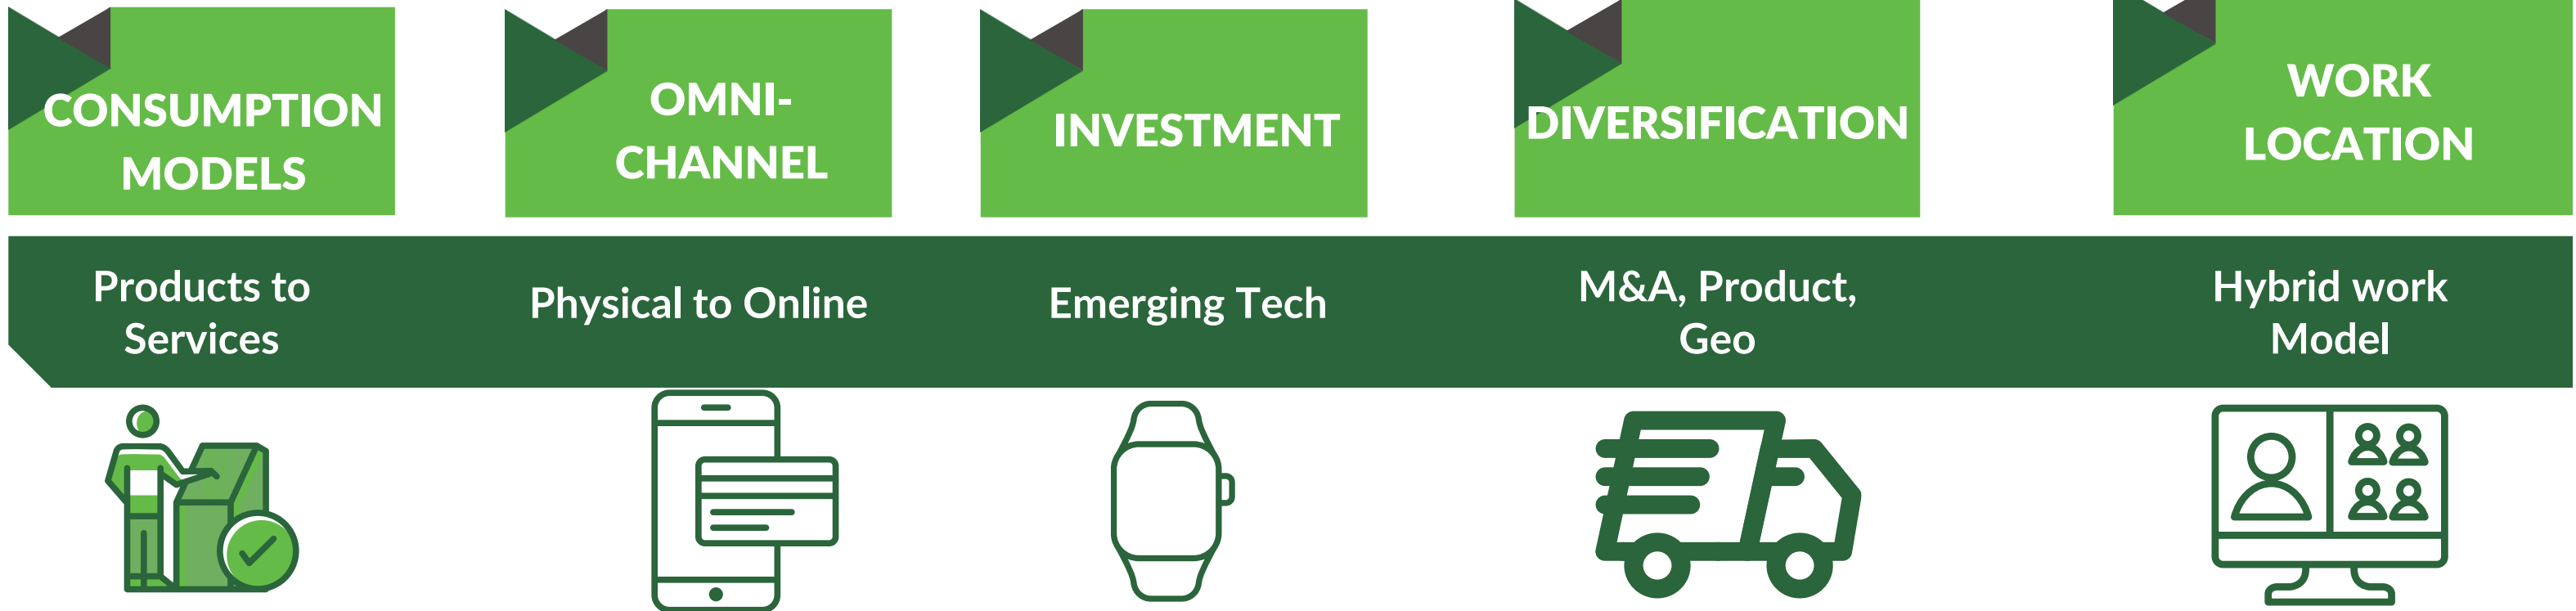 CONSUMPTION
MODELS
OMNI-
CHANNEL
INVESTMENT
DIVERSIFICATION
WORK
LOCATION
Products to
Services
Physical to Online
Emerging Tech
M&A, Product,
Geo
Hybrid work
Model